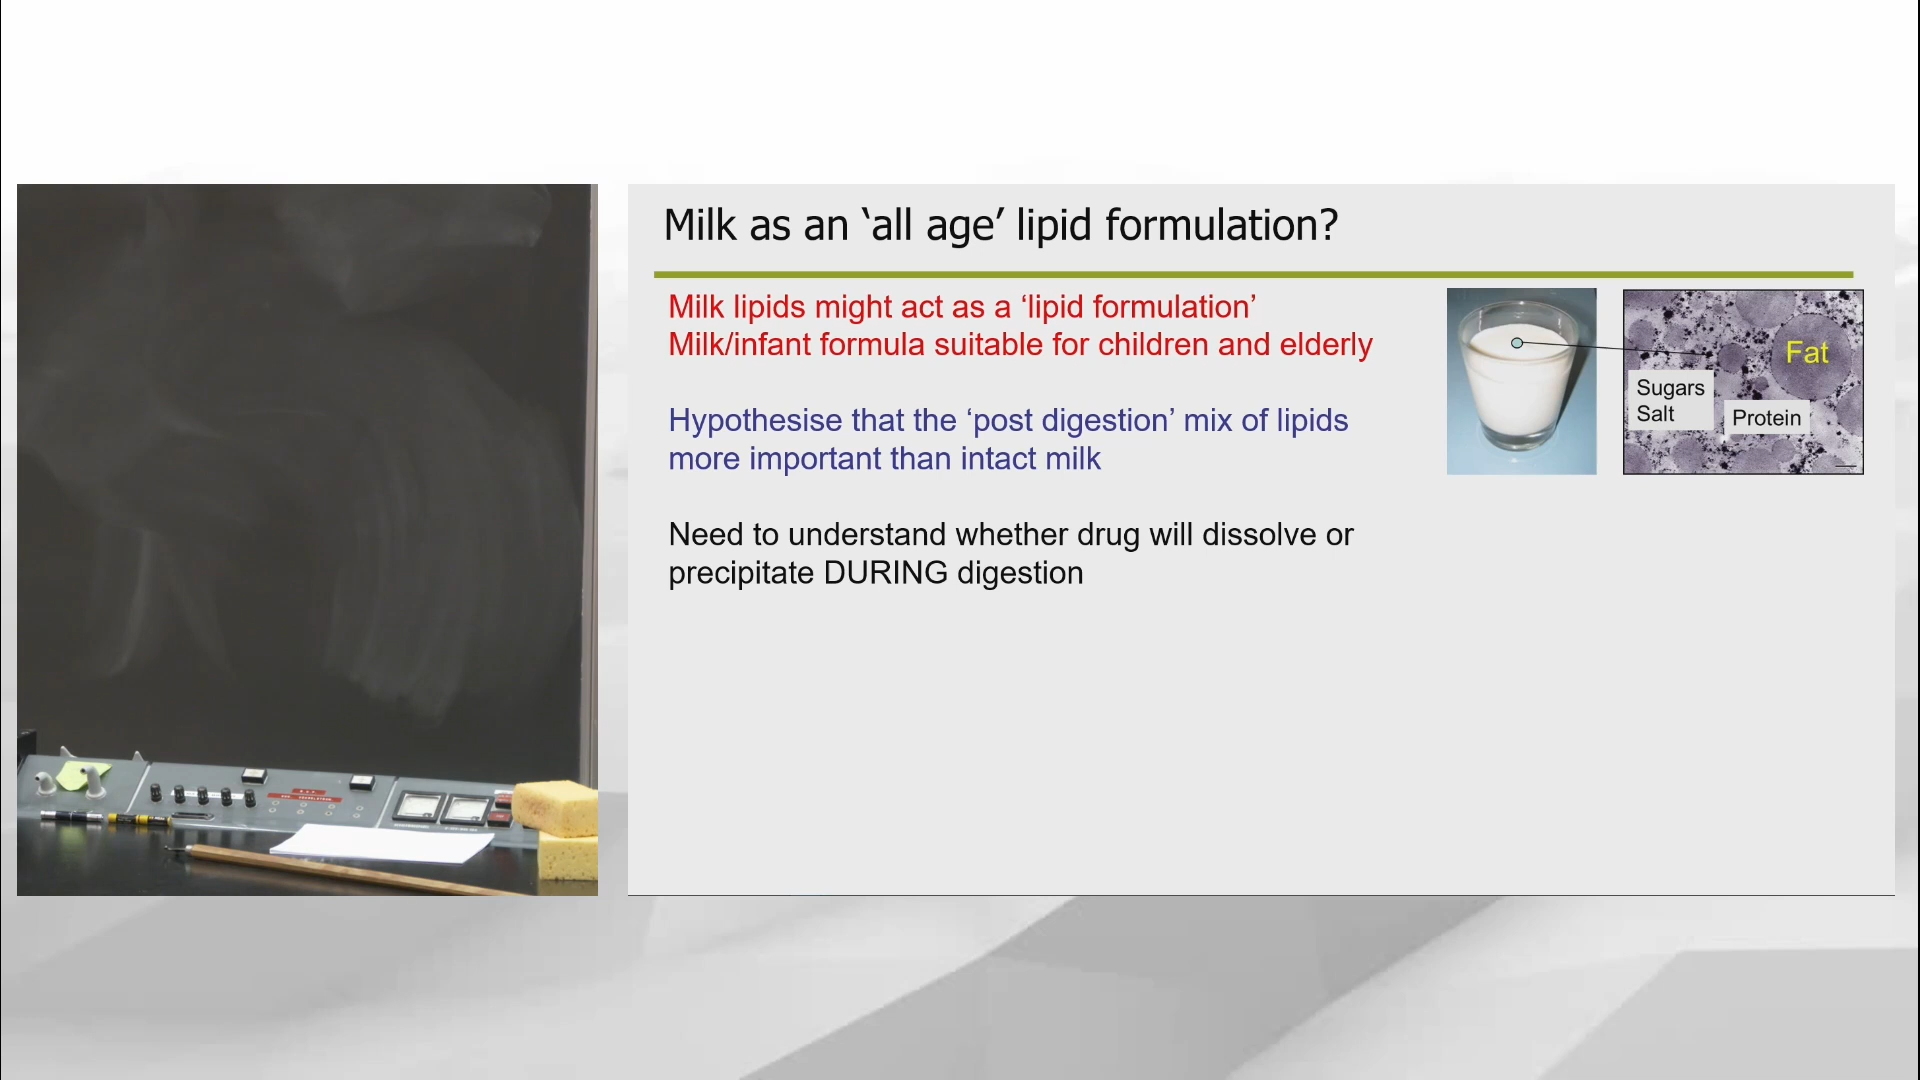 Milk as an ‘all age’ lipid formulation?
Milk lipids might act as a ‘lipid formulation’
Milk/infant formula suitable for children and elderly
Hypothesise that the ‘post digestion’ mix of lipids
more important than intact milk
Need to understand whether drug will dissolve or
precipitate DURING digestion
Fat
Sugars
Salt
Protein